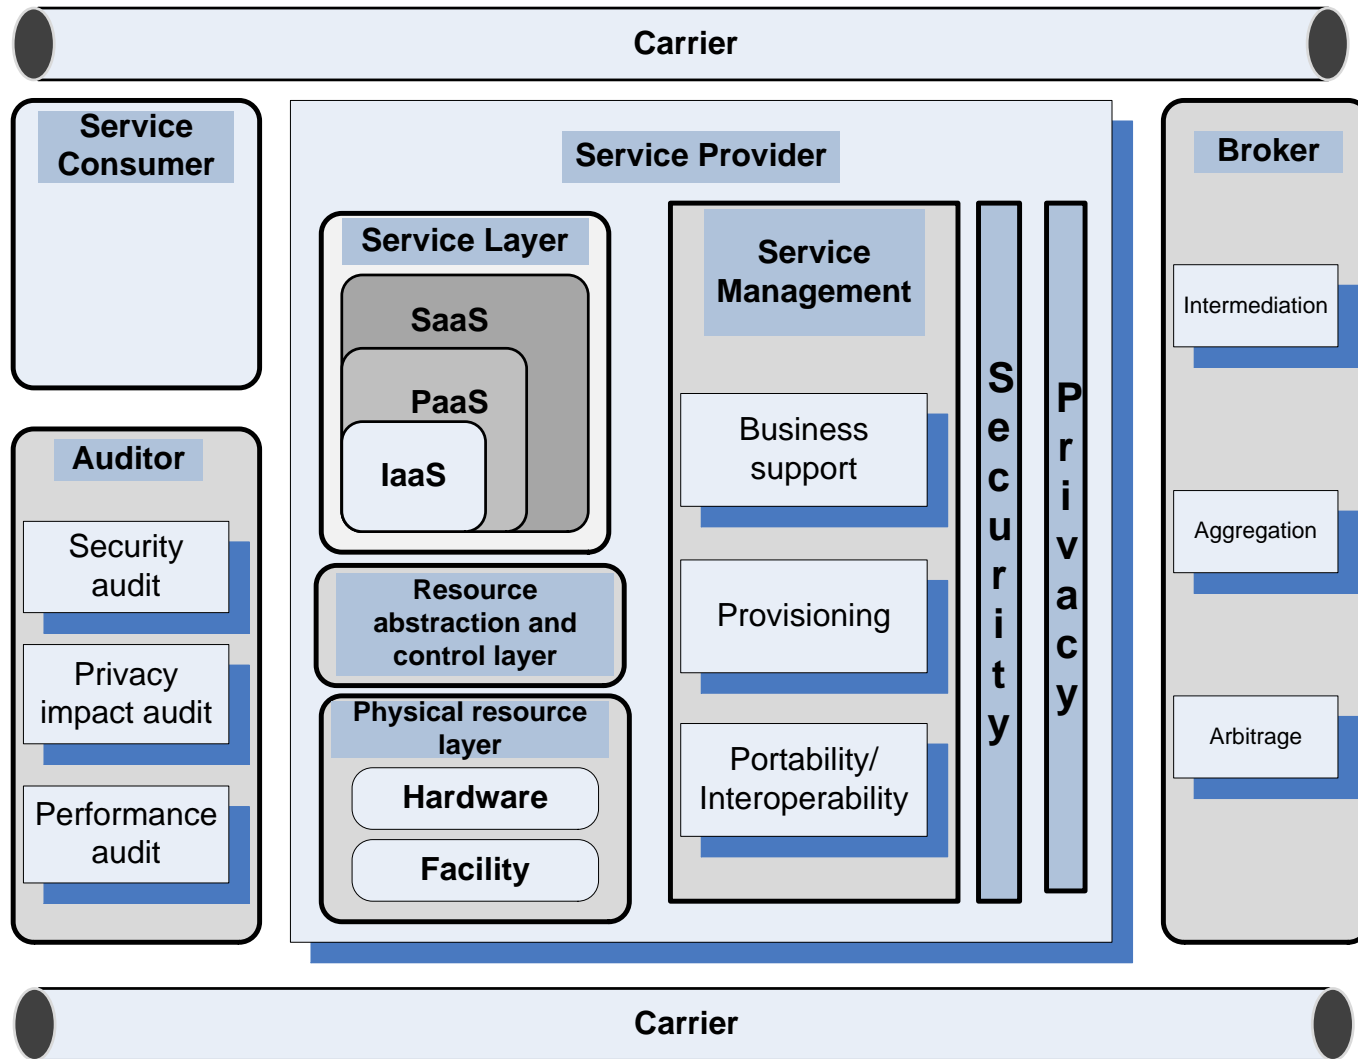 Carrier
Service
Consumer
Service Provider
Broker
Service Layer
SaaS
PaaS
IaaS
Resource
abstraction and
control layer
Physical resource
layer
Hardware
Facility
Service
Management
Business
support
Provisioning
Portability/
Interoperability
Security
Privacy
Intermediation
Aggregation
Arbitrage
Auditor
Security
audit
Privacy
impact audit
Performance
audit
Carrier